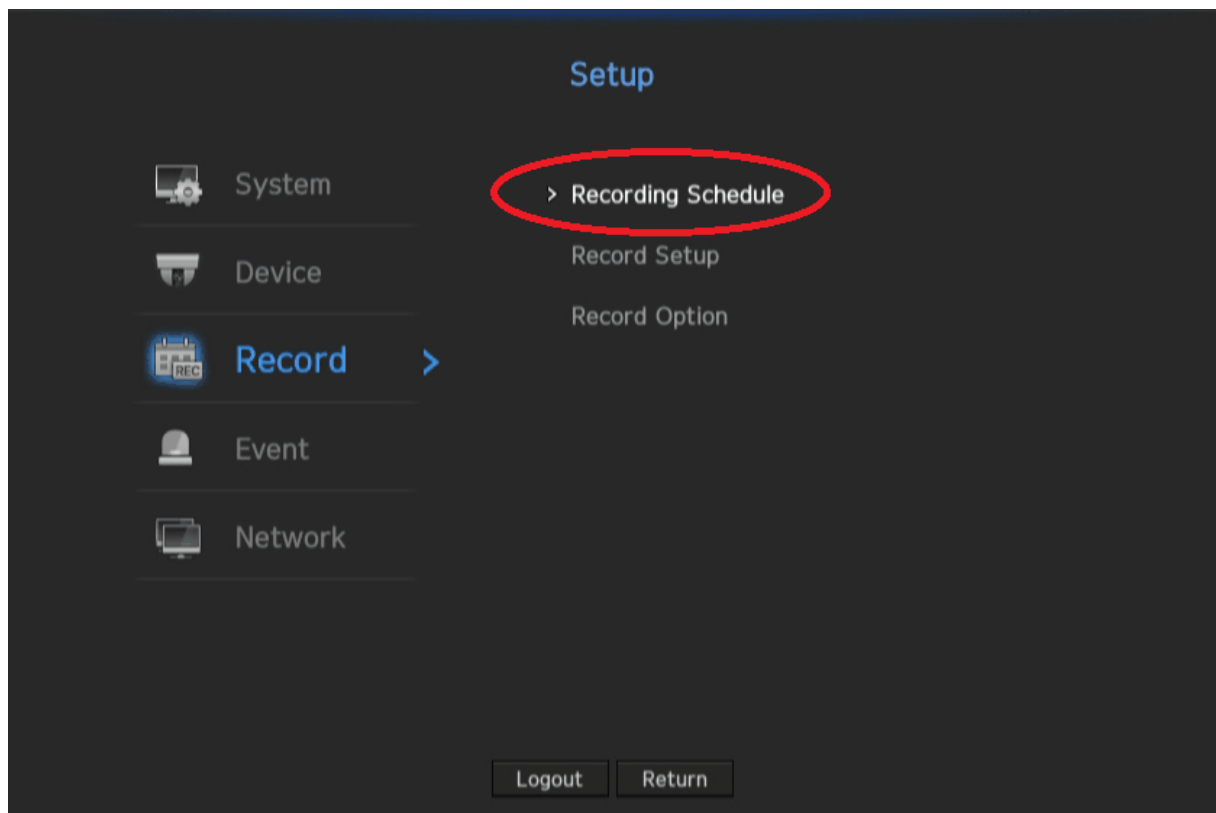 Setup
System
Device
REC
Record >
Event
Network
> Recording Schedule
Record Setup
Record Option
Logout
Return